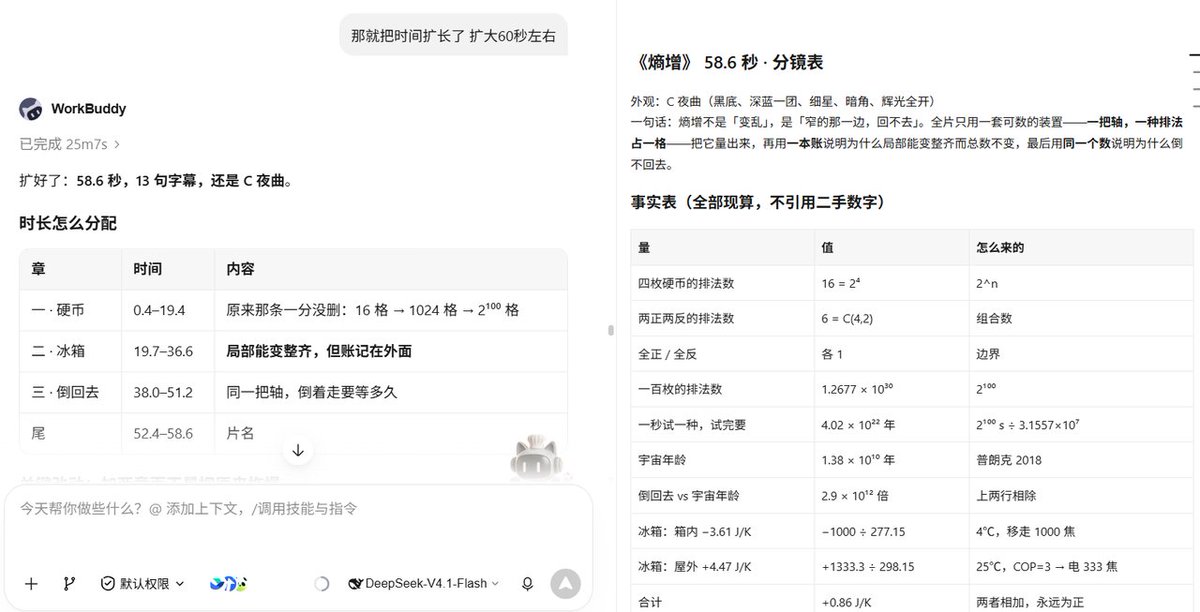 那就把时间扩长了 扩大60秒左右
WorkBuddy
已完成 25m7s >
扩好了：58.6 秒，13 句字幕，还是 C 夜曲。
时长怎么分配
章 时间 内容
一 · 硬币 0.4–19.4 原来那条一分没删：16 格 → 1024 格 → 2¹⁰⁰ 格
二 · 冰箱 19.7–36.6 局部能变整齐，但账记在外面
三 · 倒回去 38.0–51.2 同一把轴，倒着走要等多久
尾 52.4–58.6 片名
今天帮你做些什么？@ 添加上下文，/调用技能与指令
默认权限
DeepSeek-V4.1-Flash
《熵增》 58.6 秒 · 分镜表
外观：C 夜曲（黑底、深蓝一团、细星、暗角、辉光全开）
一句话：熵增不是「变乱」，是「窄的那一边，回不去」。全片只用一套可数的装置——一把轴，一种排法
占一格——把它量出来，再用一本账说明为什么局部能变整齐而总数不变，最后用同一个数说明为什么倒
不回去。
事实表（全部现算，不引用二手数字）
量 值 怎么来的
四枚硬币的排法数 16 = 2⁴ 2^n
两正两反的排法数 6 = C(4,2) 组合数
全正 / 全反 各 1 边界
一百枚的排法数 1.2677 × 10³⁰ 2¹⁰⁰
一秒试一种，试完要 4.02 × 10²² 年 2¹⁰⁰ s ÷ 3.1557×10⁷
宇宙年龄 1.38 × 10¹⁰ 年 普朗克 2018
倒回去 vs 宇宙年龄 2.9 × 10¹² 倍 上两行相除
冰箱：箱内 −3.61 J/K −1000 ÷ 277.15 4℃，移走 1000 焦
冰箱：屋外 +4.47 J/K +1333.3 ÷ 298.15 25℃，COP=3 → 电 333 焦
合计 +0.86 J/K 两者相加，永远为正